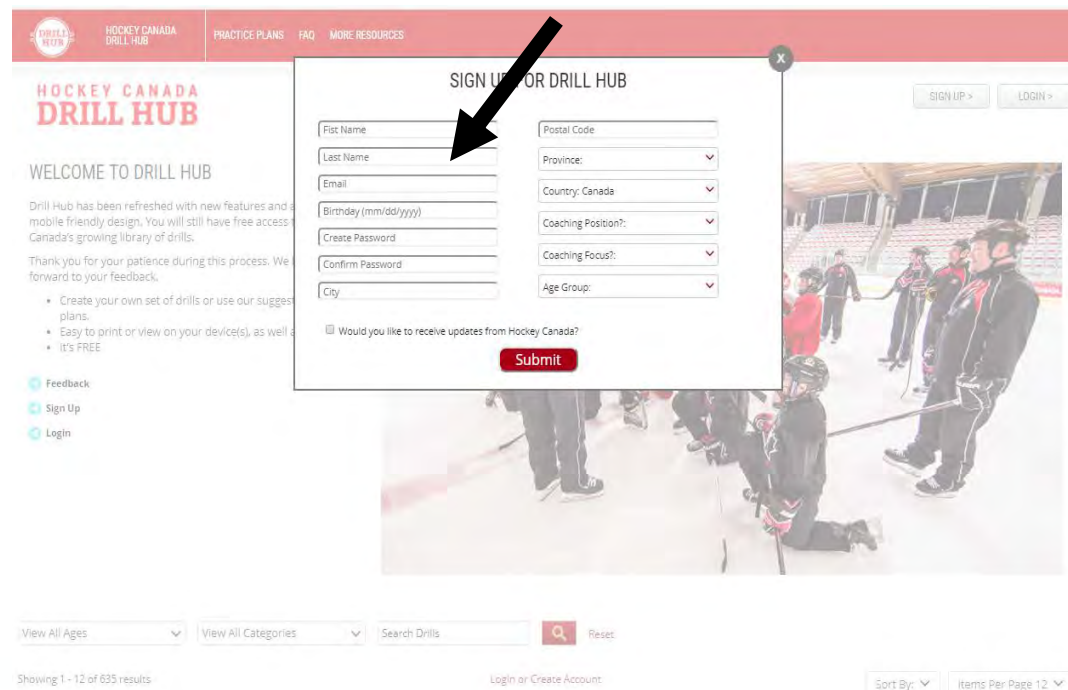 DRILL HUB
HOCKEY CANADA
DRILL HUB
PRACTICE PLANS FAQ MORE RESOURCES
HOCKEY CANADA
DRILL HUB
SIGN UP >
LOGIN >
WELCOME TO DRILL HUB
Drill Hub has been refreshed with new features and
mobile friendly design. You will still have free access
Canada's growing library of drills.
Thank you for your patience during this process. We
forward to your feedback.
Create your own set of drills or use our suggest
plans.
Easy to print or view on your device(s), as well
It's FREE
Feedback
Sign Up
Login
X
SIGN UP FOR DRILL HUB
Fist Name
Last Name
Email
Birthday (mm/dd/yyyy)
Create Password
Confirm Password
City
Postal Code
Province:
Country: Canada
Coaching Position?:
Coaching Focus?:
Age Group:
Would you like to receive updates from Hockey Canada?
Submit
View All Ages
View All Categories
Search Drills
Reset
Showing 1 - 12 of 635 results
Login or Create Account
Sort By:
Items Per Page 12